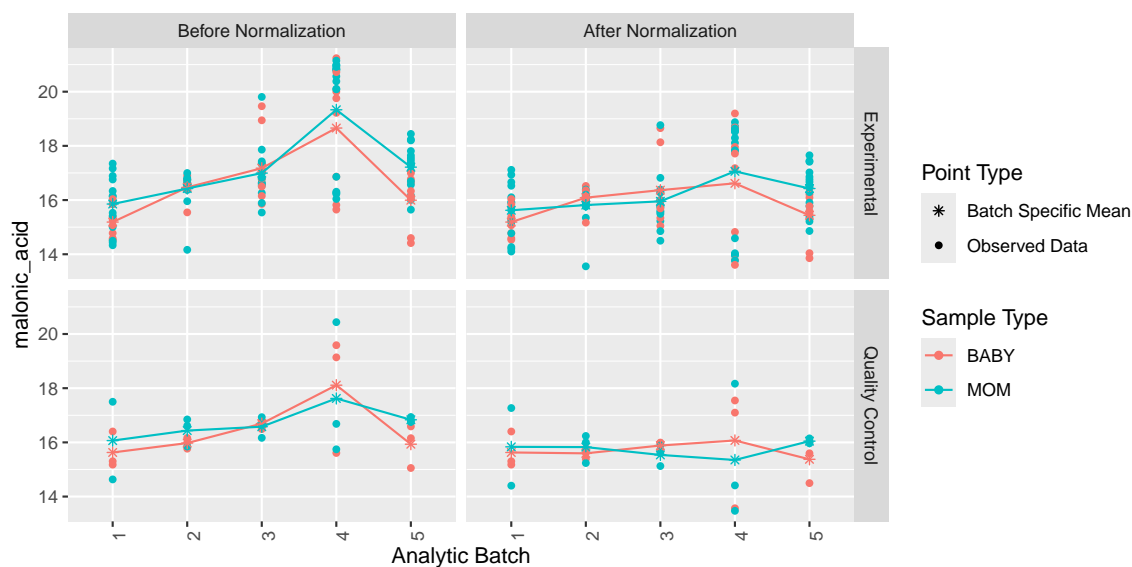 Before Normalization
After Normalization
20
18
16
14
Experimental
20
18
16
14
Quality Control
malonic_acid
1
2
3
4
5
1
2
3
4
5
Analytic Batch
Point Type
Batch Specific Mean
Observed Data
Sample Type
BABY
MOM